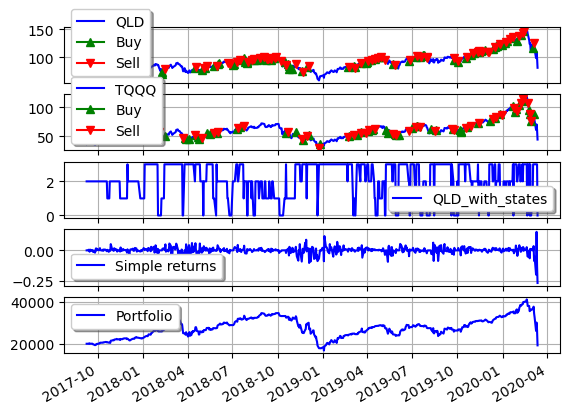 QLD
Buy
Sell
150
100
TQQQ
Buy
Sell
100
50
2
0
QLD_with_states
0.00
−0.25
Simple returns
40000
20000
Portfolio
2017-10 2018-01 2018-04 2018-07 2018-10 2019-01 2019-04 2019-07 2019-10 2020-01 2020-04